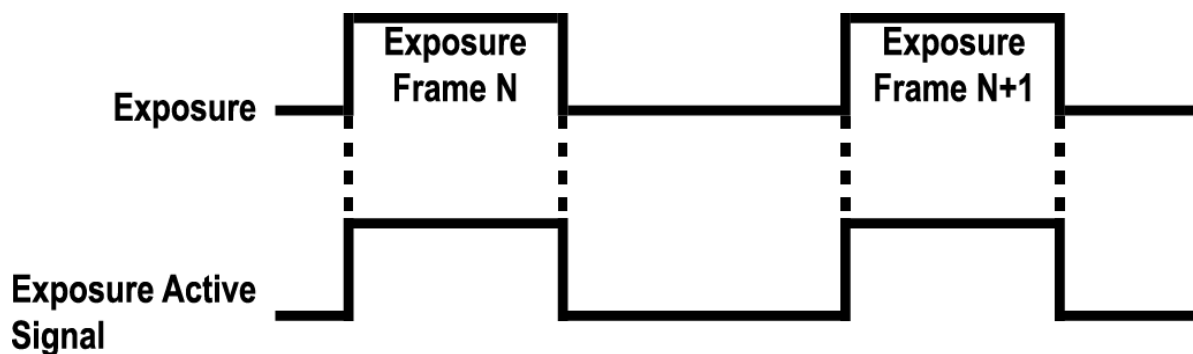 Exposure
Frame N
Exposure
Frame N+1
Exposure
Exposure Active
Signal